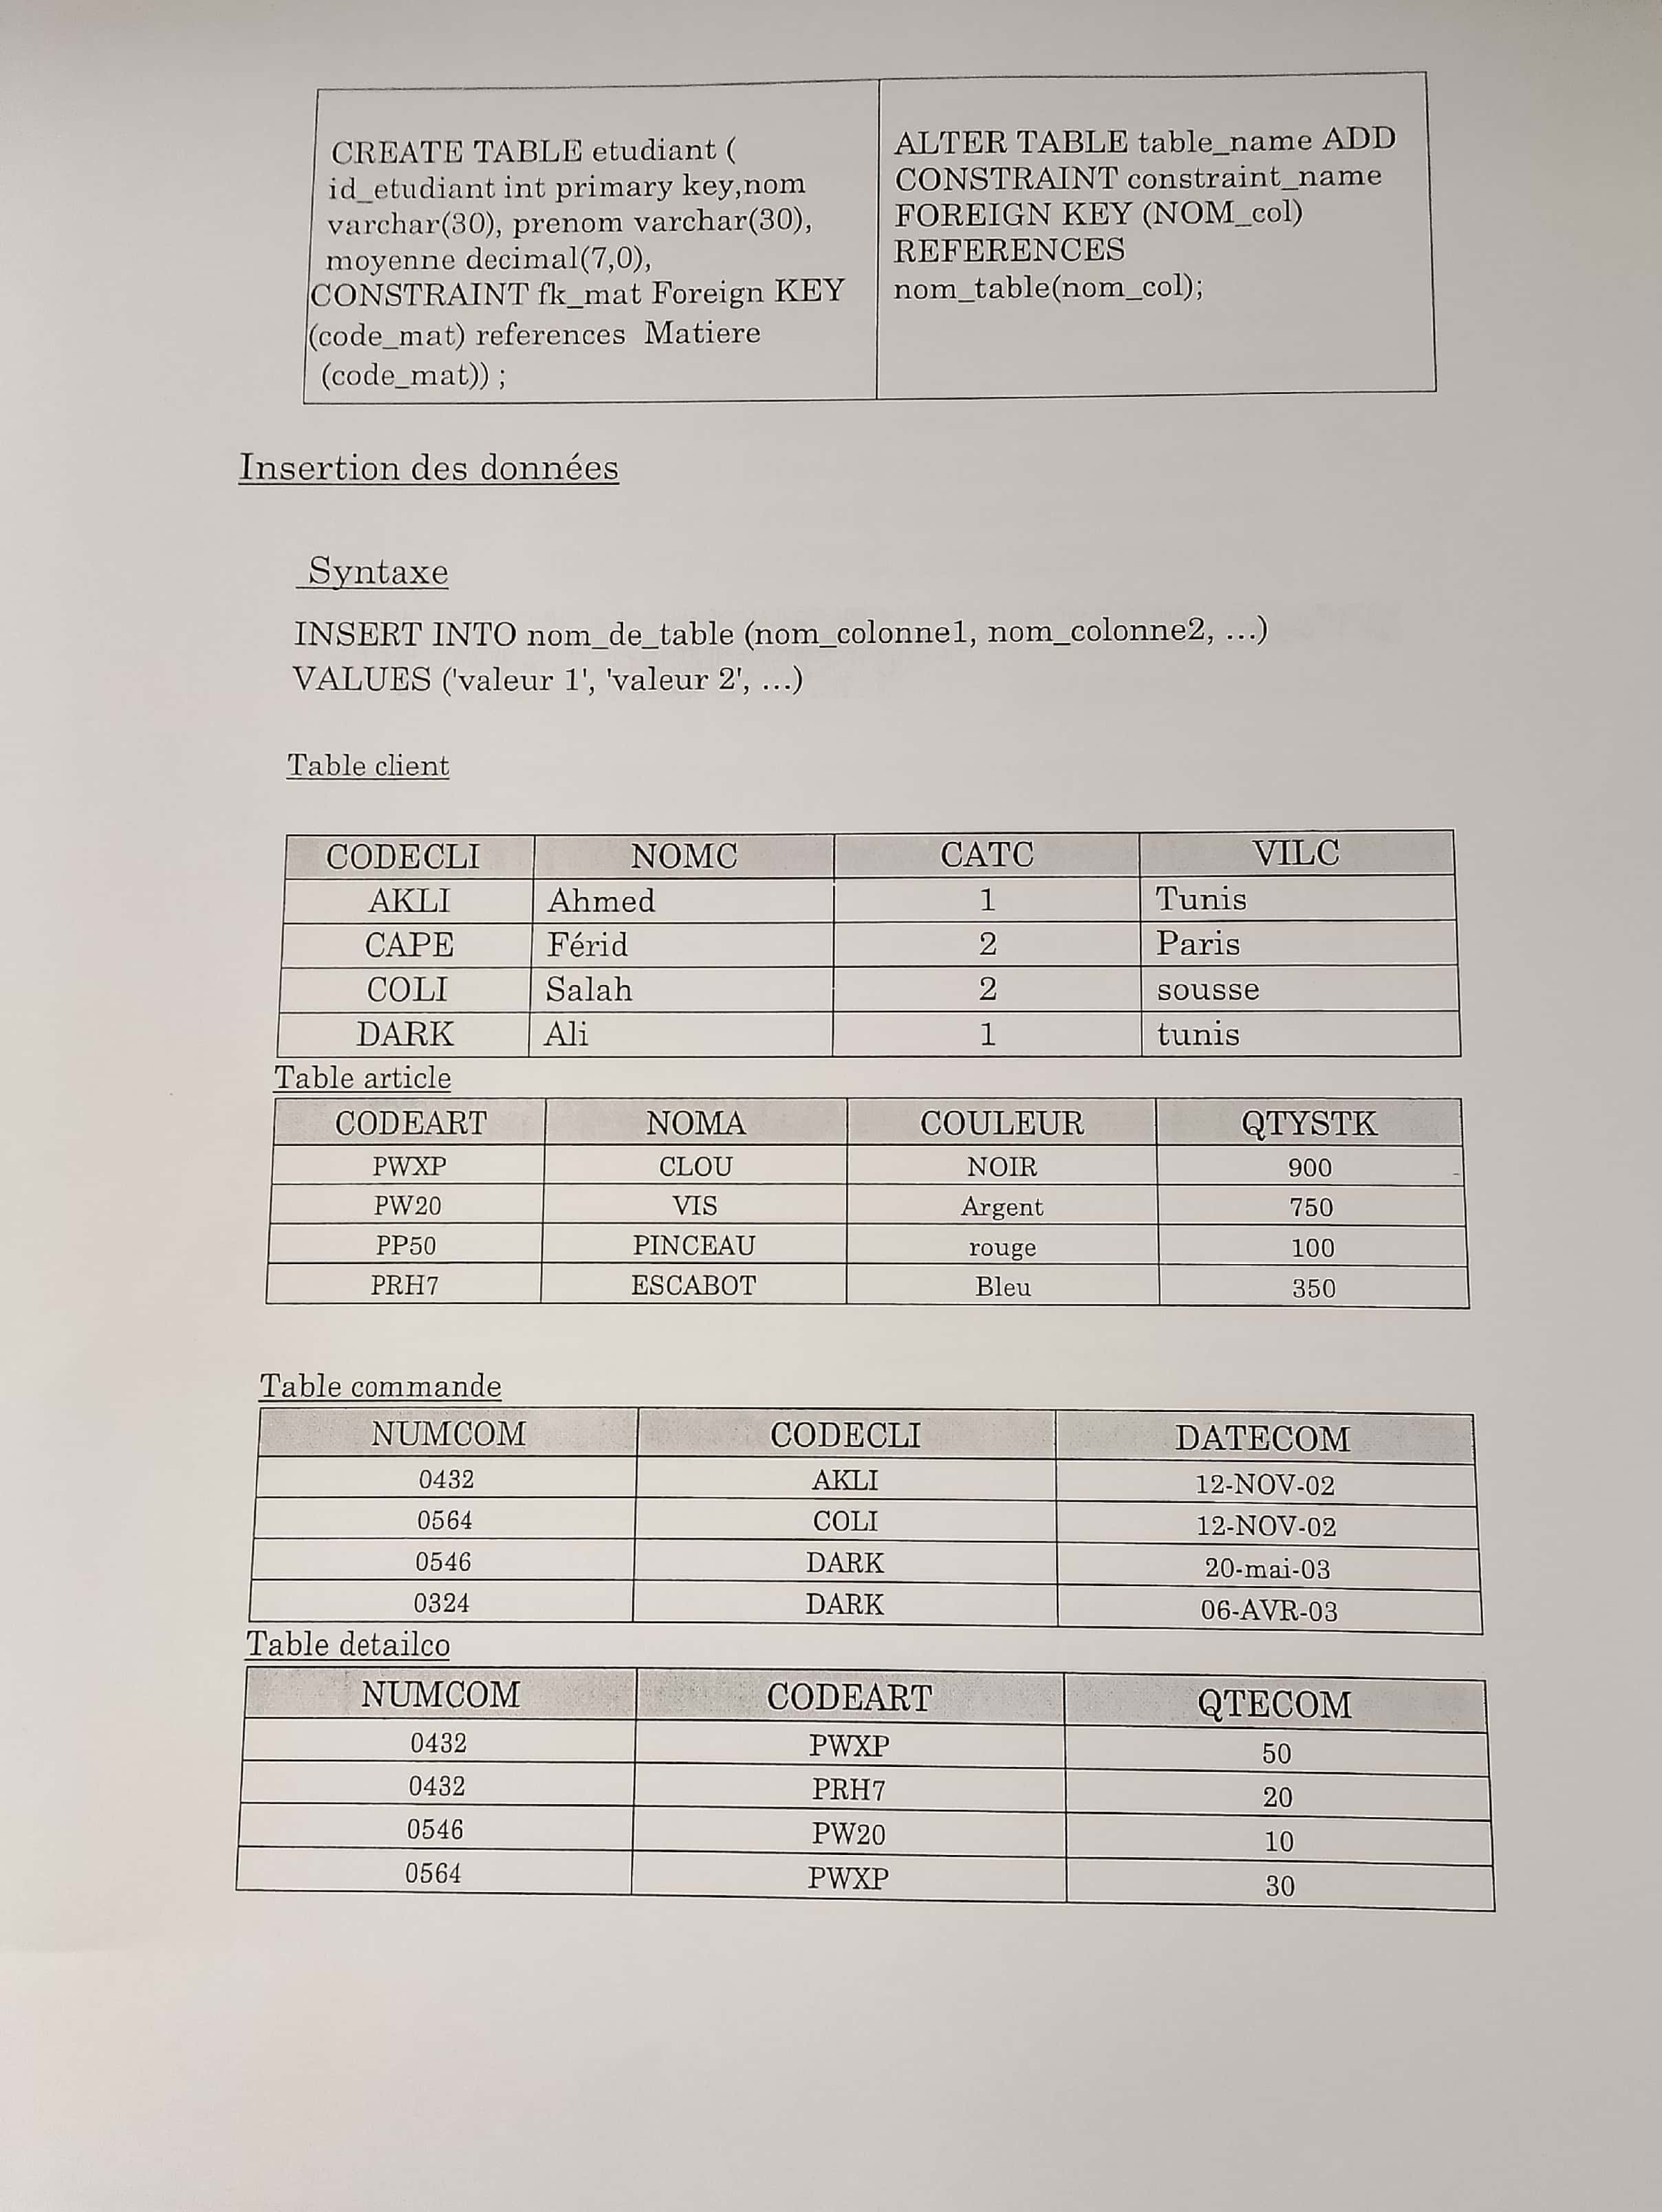 CREATE TABLE etudiant (
id_etudiant int primary key,nom
varchar(30), prenom varchar(30),
moyenne decimal(7,0),
CONSTRAINT fk_mat Foreign KEY
(code_mat) references Matiere
(code_mat)) ;
ALTER TABLE table_name ADD
CONSTRAINT constraint_name
FOREIGN KEY (NOM_col)
REFERENCES
nom_table(nom_col);
Insertion des données
Syntaxe
INSERT INTO nom_de_table (nom_colonne1, nom_colonne2, ...)
VALUES ('valeur 1', 'valeur 2', ...)
Table client
CODECLI NOMC CATC VILC
AKLI Ahmed 1 Tunis
CAPE Férid 2 Paris
COLI Salah 2 sousse
DARK Ali 1 tunis
Table article
CODEART NOMA COULEUR QTYSTK
PWXP CLOU NOIR 900
PW20 VIS Argent 750
PP50 PINCEAU rouge 100
PRH7 ESCABOT Bleu 350
Table commande
NUMCOM CODECLI DATECOM
0432 AKLI 12-NOV-02
0564 COLI 12-NOV-02
0546 DARK 20-mai-03
0324 DARK 06-AVR-03
Table detailco
NUMCOM CODEART QTECOM
0432 PWXP 50
0432 PRH7 20
0546 PW20 10
0564 PWXP 30